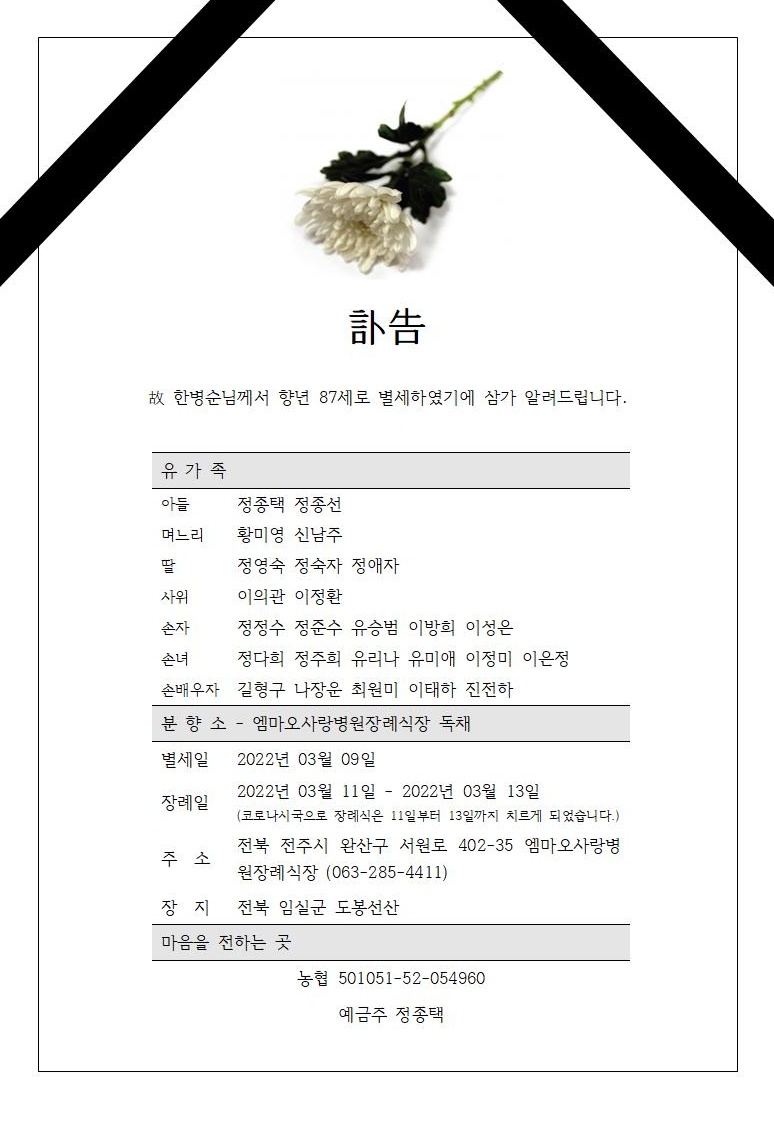 訃告
故 한병순님께서 향년 87세로 별세하였기에 삼가 알려드립니다.
유 가 족
아들 정종택 정종선
며느리 황미영 신남주
딸 정영숙 정숙자 정애자
사위 이의관 이정환
손자 정정수 정준수 유승범 이방희 이성은
손녀 정다희 정주희 유리나 유미애 이정미 이은정
손배우자 길형구 나장운 최원미 이태하 진전하
분 향 소 - 엠마오사랑병원장례식장 독채
별세일 2022년 03월 09일
장례일 2022년 03월 11일 - 2022년 03월 13일
(코로나시국으로 장례식은 11일부터 13일까지 치르게 되었습니다.)
주 소 전북 전주시 완산구 서원로 402-35 엠마오사랑병
원장례식장 (063-285-4411)
장 지 전북 임실군 도봉선산
마음을 전하는 곳
농협 501051-52-054960
예금주 정종택